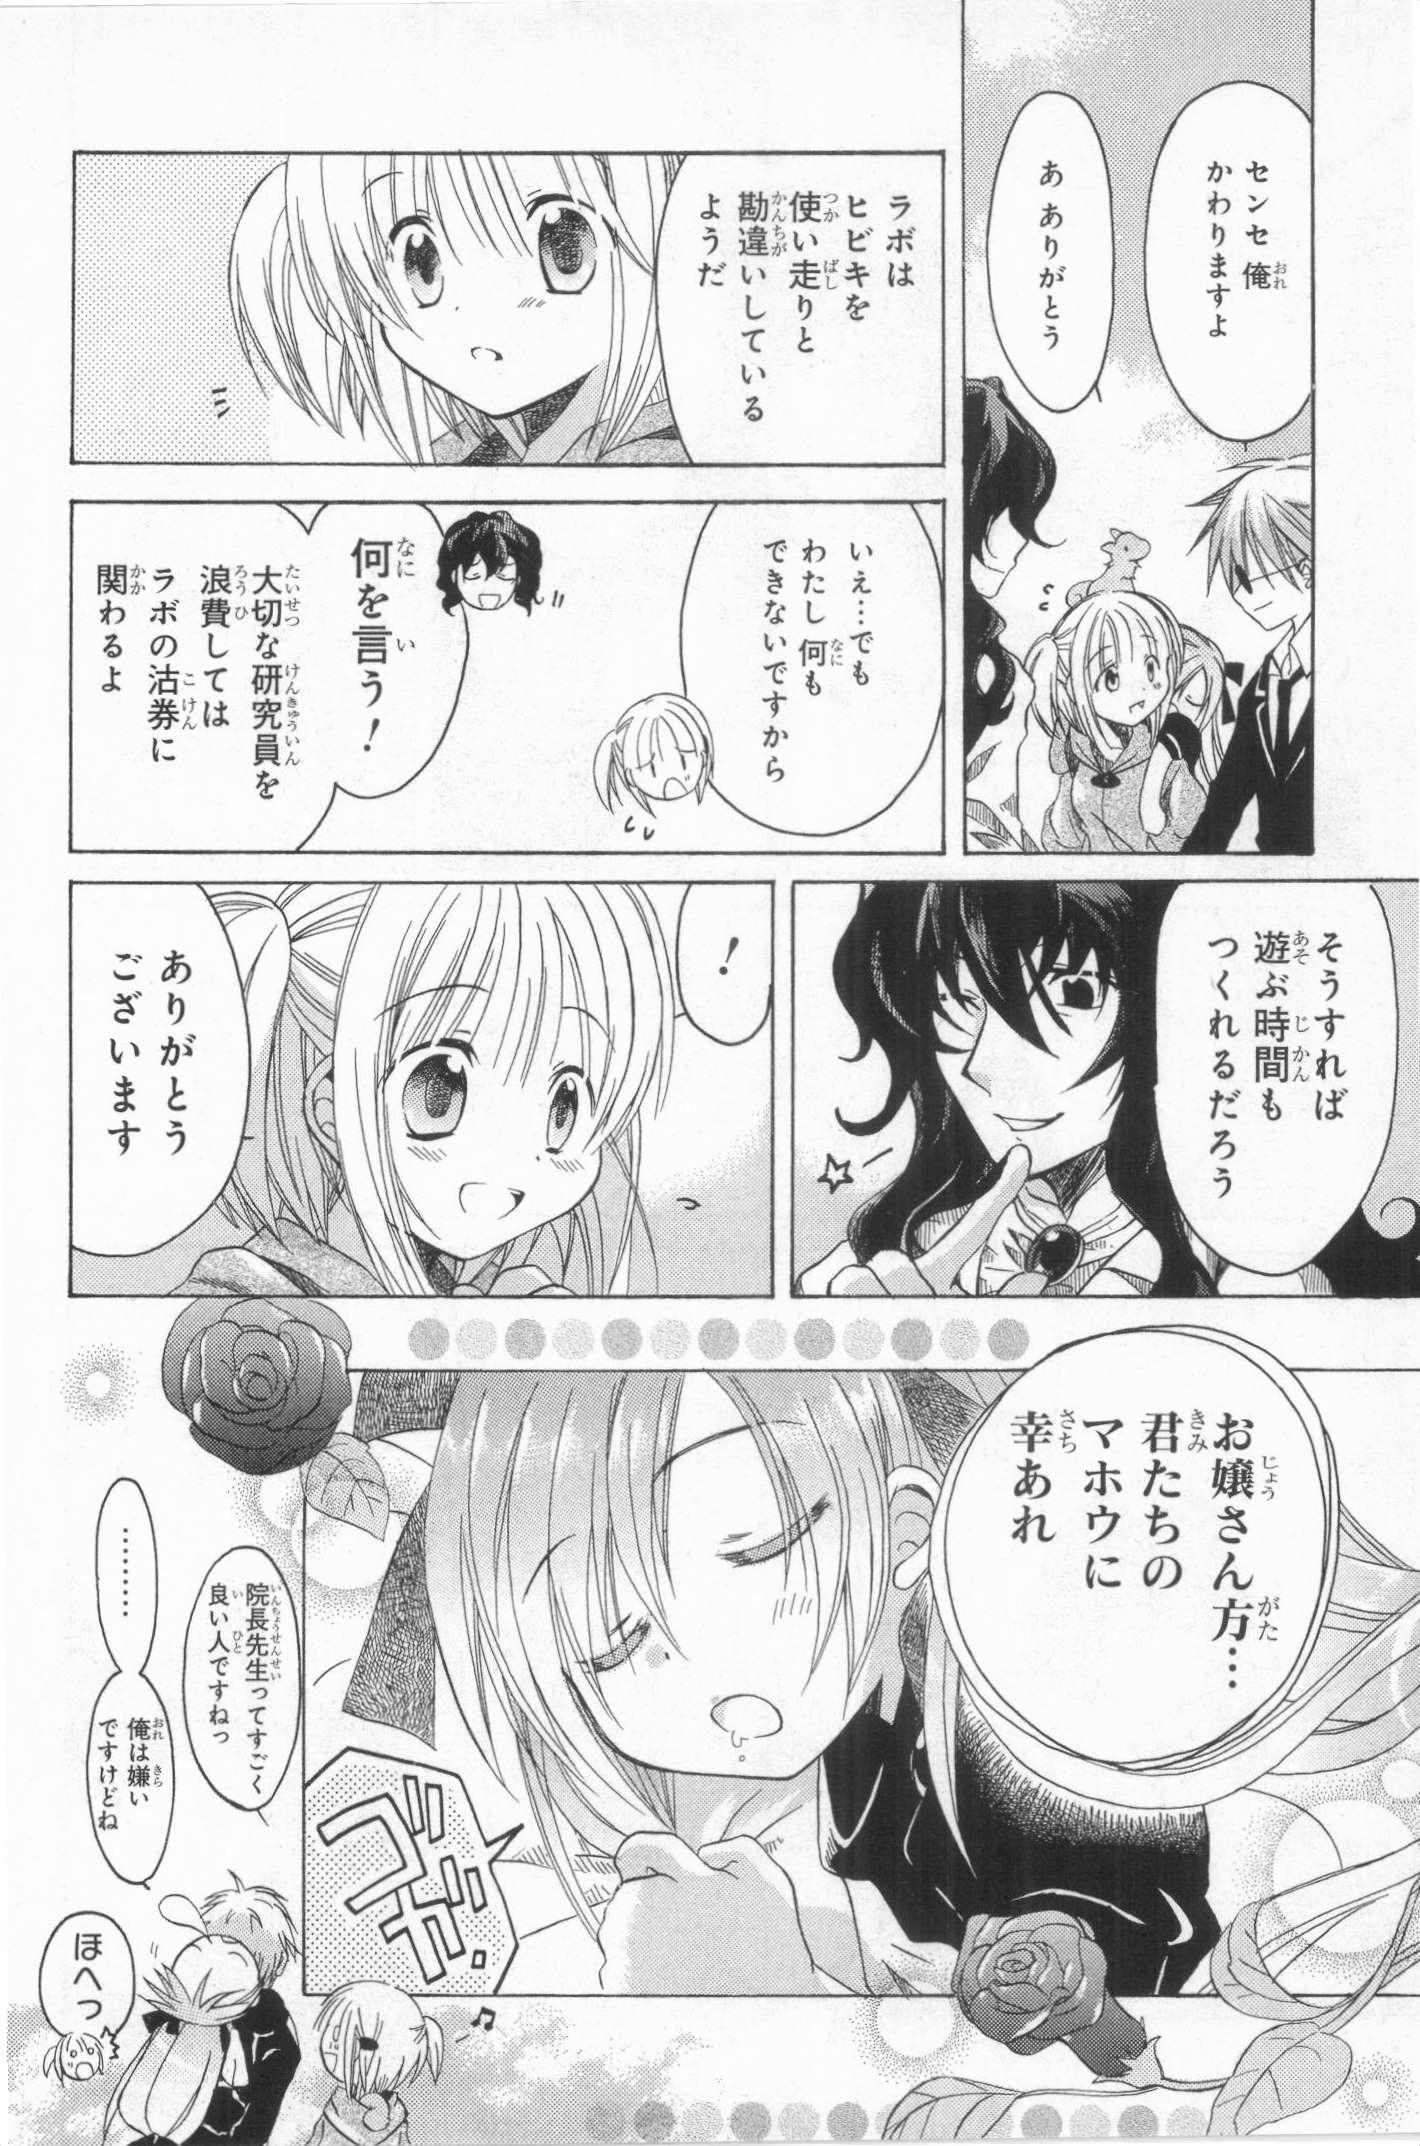 センセ 俺
かわりますよ
あ ありがとう
ラボは
ヒビキを
使い走りと
勘違いしている
ようだ
いえ…でも
わたし 何も
できないですから
何を言う！
大切な研究員を
浪費しては
ラボの沽券に
関わるよ
そうすれば
遊ぶ時間も
つくれるだろう
！
ありがとう
ございます
お嬢さん方…
君たちの
マホウに
幸あれ
ズガガ
院長先生ってすごく
良い人ですねっ
………
俺は嫌い
ですけどね
ほへっ